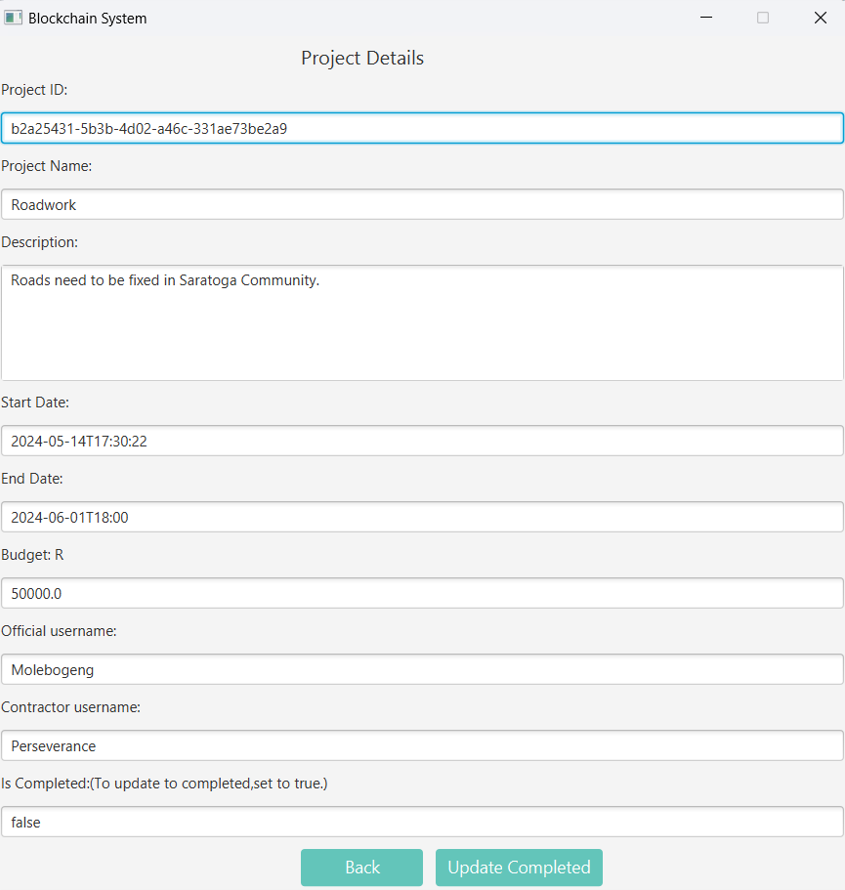 Blockchain System
Project Details
Project ID:
b2a25431-5b3b-4d02-a46c-331ae73be2a9
Project Name:
Roadwork
Description:
Roads need to be fixed in Saratoga Community.
Start Date:
2024-05-14T17:30:22
End Date:
2024-06-01T18:00
Budget: R
50000.0
Official username:
Molebogeng
Contractor username:
Perseverance
Is Completed:(To update to completed,set to true.)
false
Back Update Completed